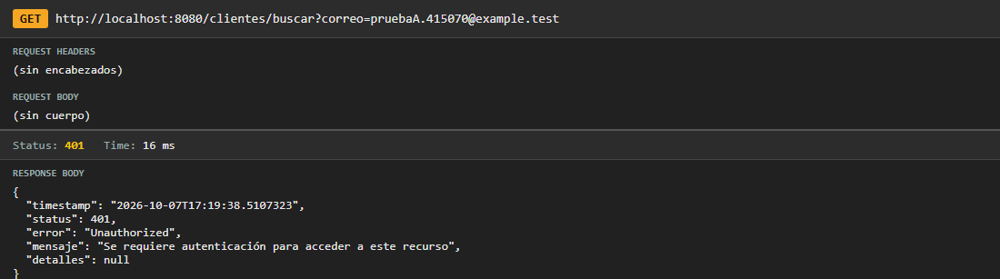 GET http://localhost:8080/clientes/buscar?correo=pruebaA.415070@example.test
REQUEST HEADERS
(sin encabezados)
REQUEST BODY
(sin cuerpo)
Status: 401 Time: 16 ms
RESPONSE BODY
{
  "timestamp": "2026-10-07T17:19:38.5107323",
  "status": 401,
  "error": "Unauthorized",
  "mensaje": "Se requiere autenticación para acceder a este recurso",
  "detalles": null
}